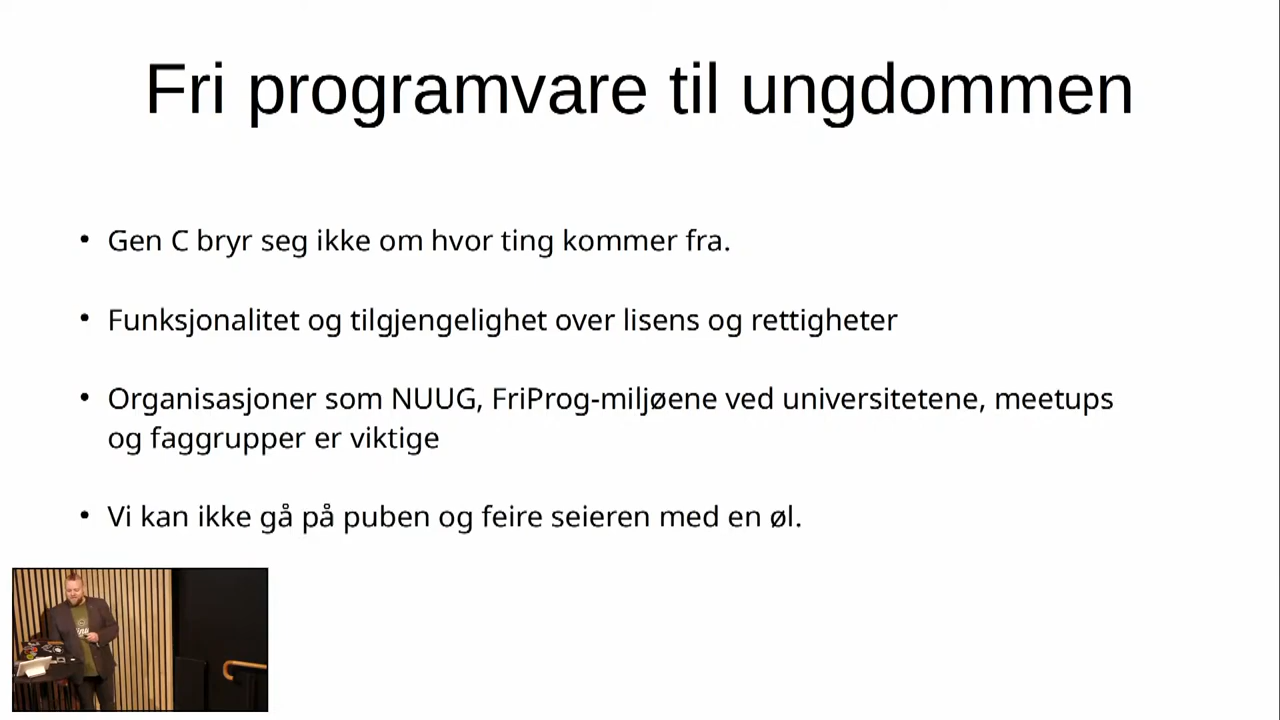 Fri programvare til ungdommen
• Gen C bryr seg ikke om hvor ting kommer fra.
• Funksjonalitet og tilgjengelighet over lisens og rettigheter
• Organisasjoner som NUUG, FriProg-miljøene ved universitetene, meetups
og faggrupper er viktige
• Vi kan ikke gå på puben og feire seieren med en øl.